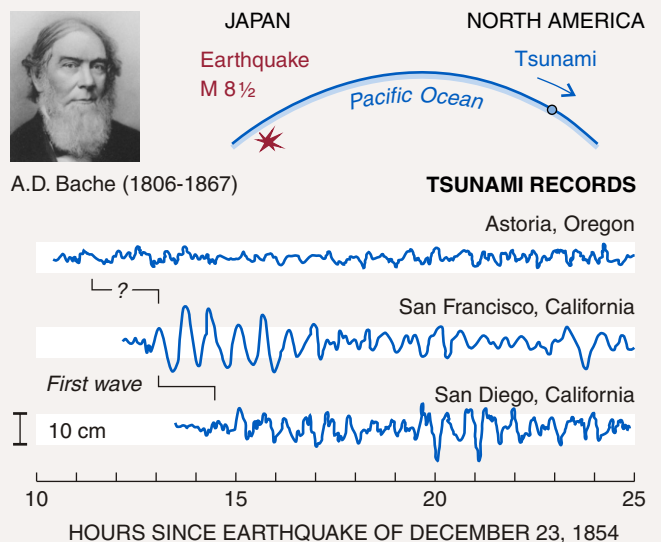 JAPAN
NORTH AMERICA
Earthquake
M 8½
Tsunami
Pacific Ocean
A.D. Bache (1806-1867)
TSUNAMI RECORDS
Astoria, Oregon
?
San Francisco, California
First wave
San Diego, California
10 cm
10 15 20 25
HOURS SINCE EARTHQUAKE OF DECEMBER 23, 1854